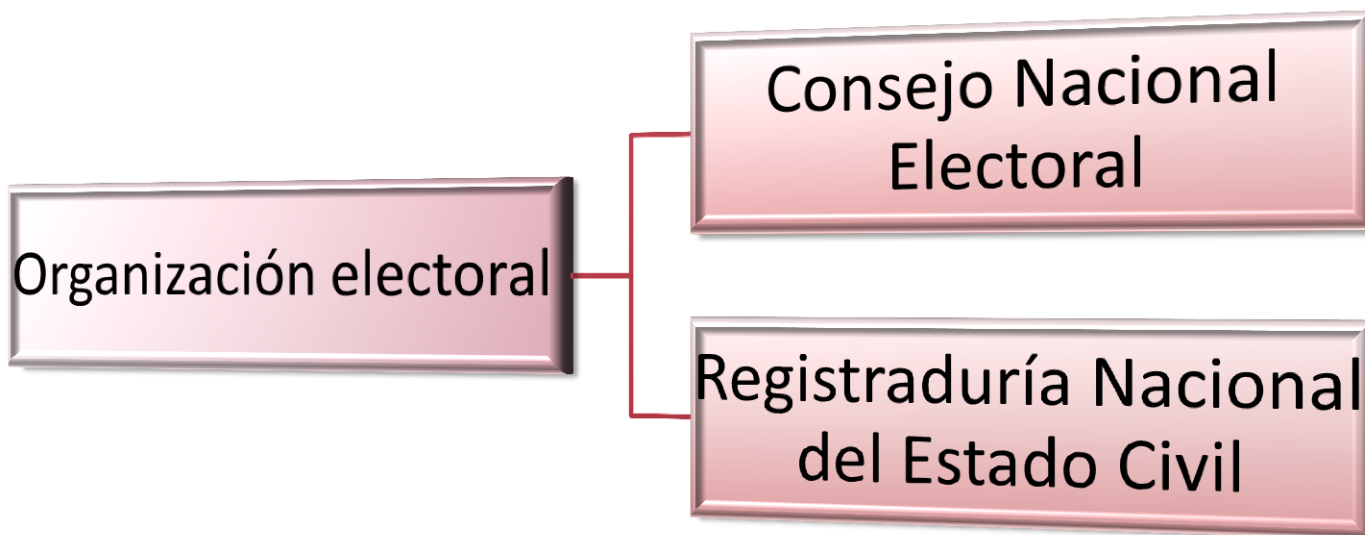 Organización electoral
Consejo Nacional
Electoral
Registraduría Nacional
del Estado Civil